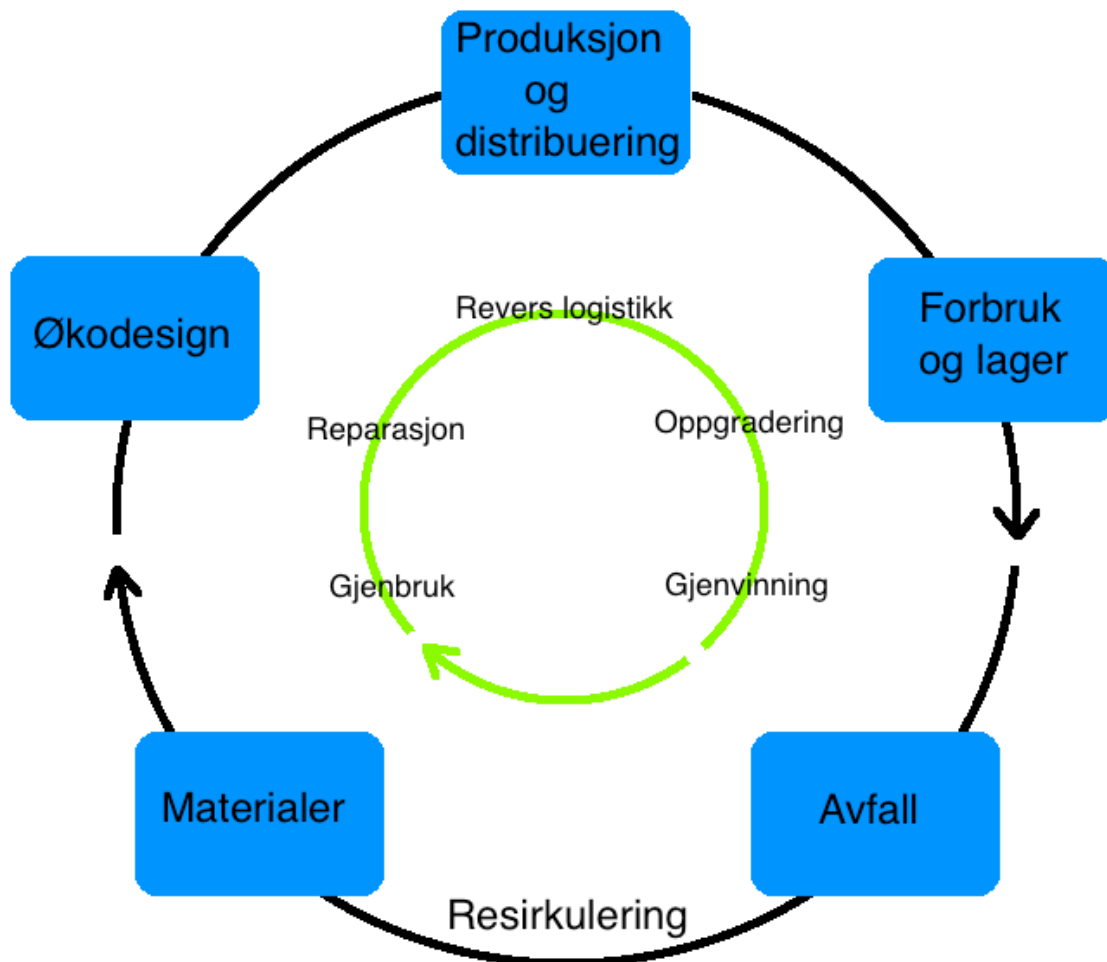 Produksjon
og
distribuering
Økodesign
Forbruk
og lager
Revers logistikk
Reparasjon
Oppgradering
Gjenbruk
Gjenvinning
Materialer
Avfall
Resirkulering